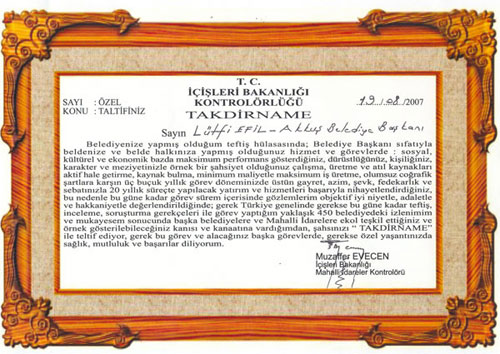 T. C.
İÇİŞLERİ BAKANLIĞI
SAYI : ÖZEL KONTROLÖRLÜĞÜ 19/08/2007
KONU : TALTİFİNİZ TAKDİRNAME
Sayın Lütfi EFİL - Akkuş Belediye Başkanı
Belediyenize yapmış olduğum teftiş hülasasında; Belediye Başkanı sıfatıyla
beldenize ve belde halkınıza yapmış olduğunuz hizmet ve görevlerde : sosyal,
kültürel ve ekonomik bazda maksimum performans gösterdiğiniz, dürüstlüğünüz, kişiliğiniz,
karakter ve meziyetinizle örnek bir şahsiyet olduğunuz çalışma, üretme ve atıl kaynakları
aktif hale getirme, kaynak bulma, minimum maliyetle maksimum iş üretme, olumsuz coğrafik
şartlara karşın üç buçuk yıllık görev döneminizde üstün gayret, azim, şevk, fedekarlık ve
sebatınızla 20 yıllık süreçte yapılacak yatırım ve hizmetleri başarıyla nihayetlendirdiğiniz,
bu nedenle bu güne kadar görev sürem içerisinde gözlemlerim objektif iyi niyetle, adaletle
ve hakkaniyetle değerlendirildiğinde; gerek Türkiye genelinde gerekse bu güne kadar teftiş,
inceleme, soruşturma gerekçeleri ile görev yaptığım yaklaşık 450 belediyedeki izlenimim
ve mukayesem sonucunda başka belediyelere ve Mahalli İdarelere ekol teşkil ettiğiniz ve
örnek gösterilebileceğiniz kanısı ve kanaatına vardığımdan, şahsınızı " TAKDİRNAME"
ile teltif ediyor, gerek bu görev ve alacağınız başka görevlerde, gerekse özel yaşantınızda
sağlık, mutluluk ve başarılar diliyorum.
Muzaffer EVECEN
İçişleri Bakanlığı
Mahalli İdareler Kontrolörü